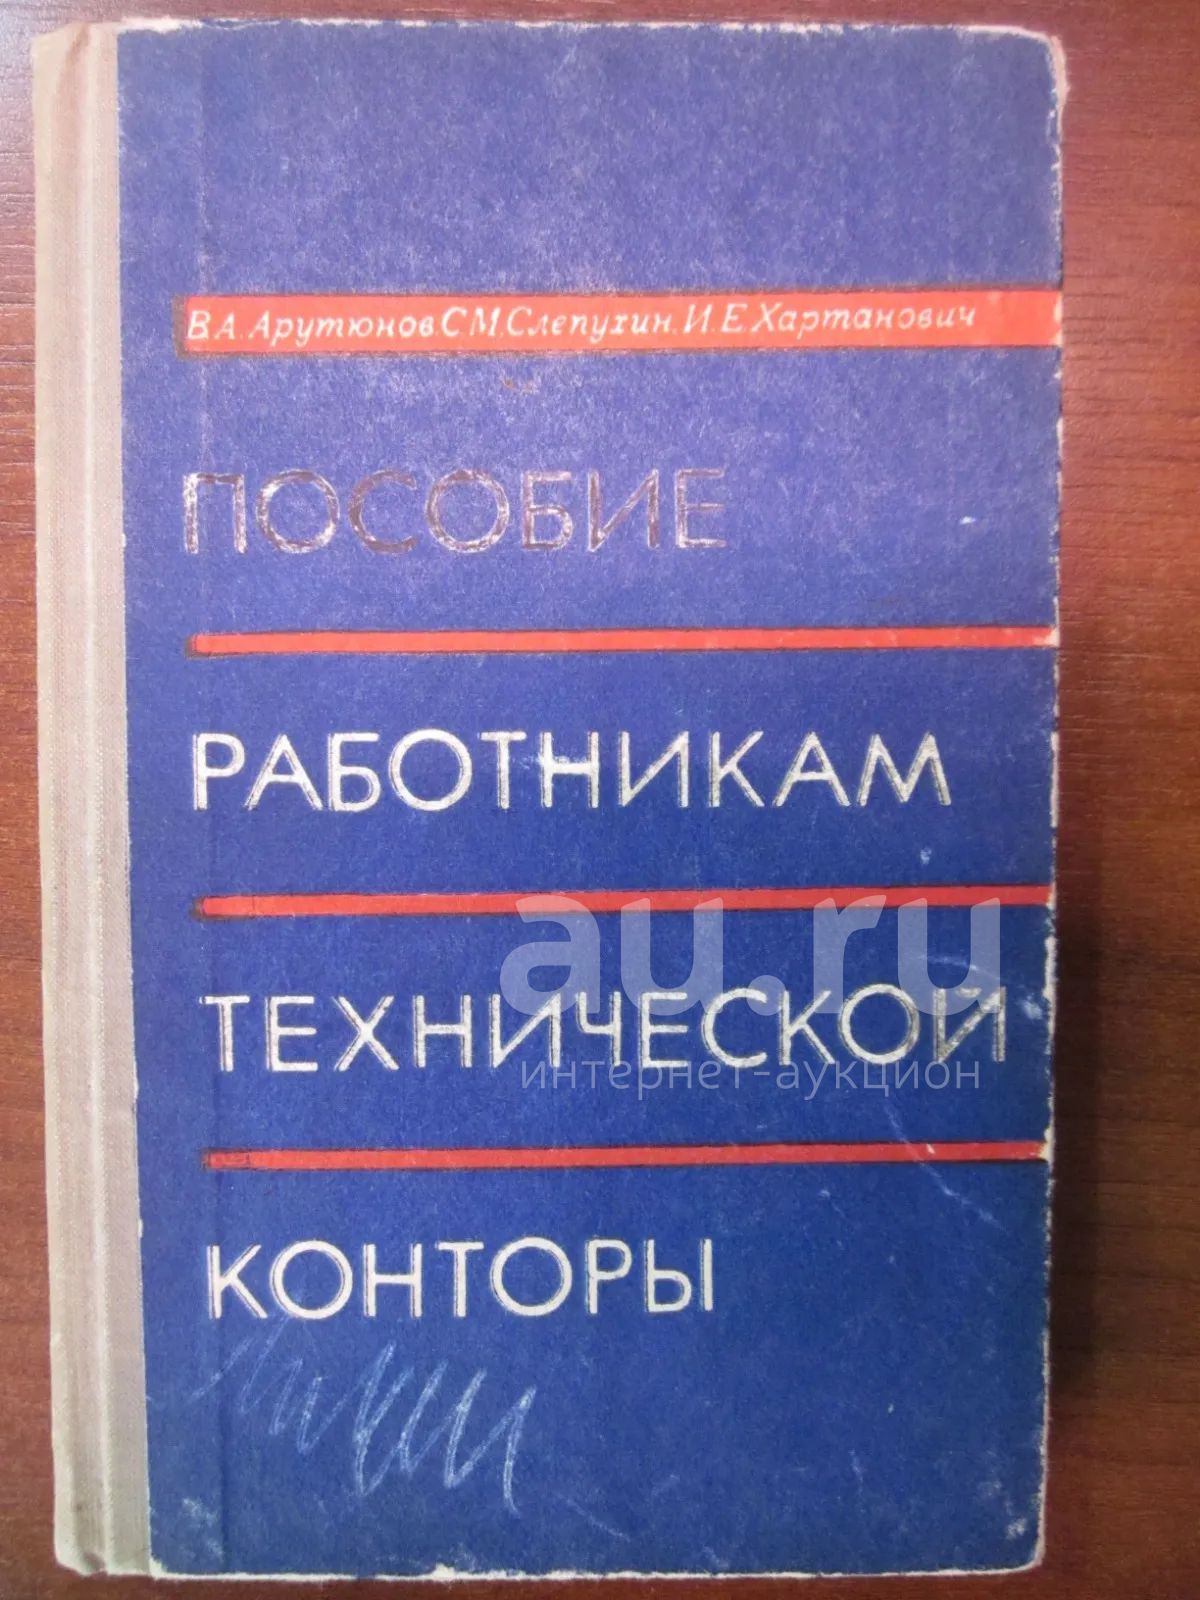 В.А. Арутюнов. С.М. Слепухин. И.Е. Хартанович
ПОСОБИЕ
РАБОТНИКАМ
au.ru
ТЕХНИЧЕСКОЙ
интернет-аукцион
КОНТОРЫ